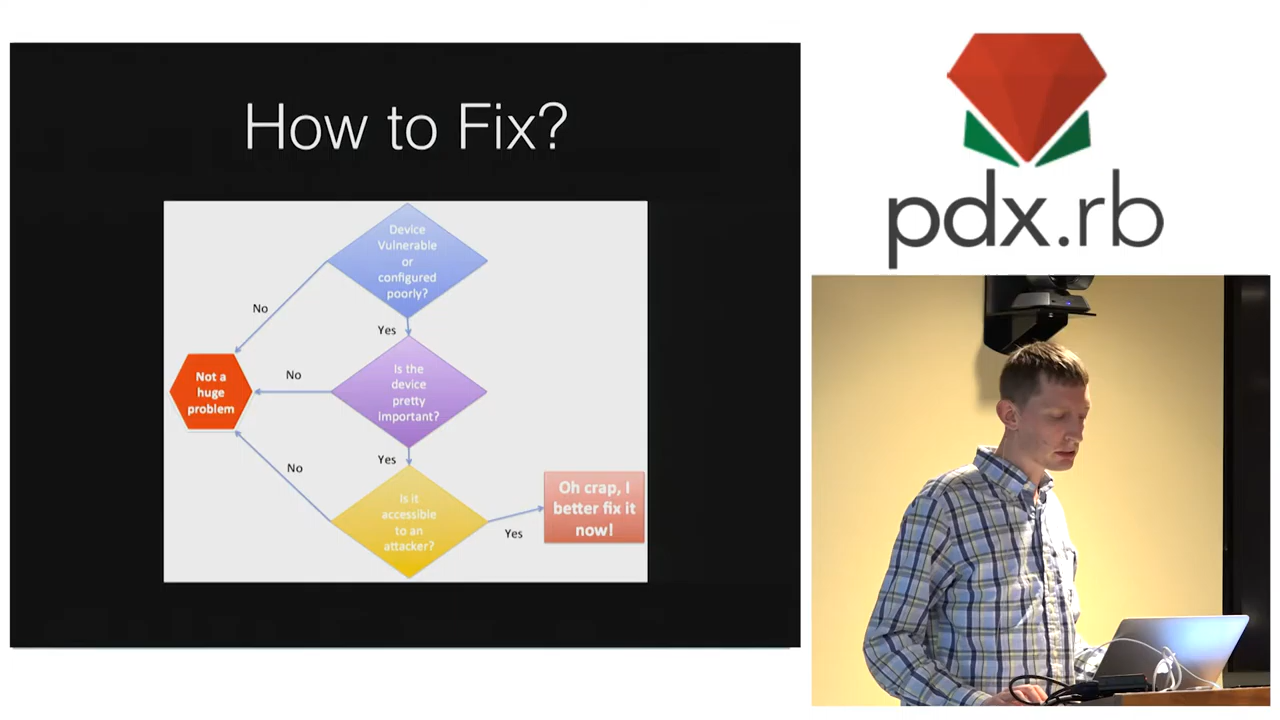 How to Fix?
Device
Vulnerable
or
configured
poorly?
No
Yes
Not a
huge
problem
No
Is the
device
pretty
important?
Yes
No
Is it
accessible
to an
attacker?
Yes
Oh crap, I
better fix it
now!
pdx.rb